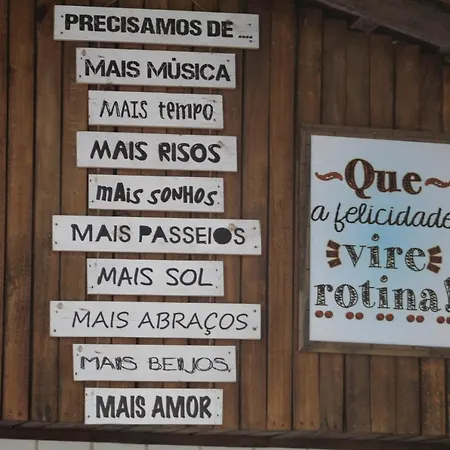 PRECISAMOS DE ....
MAIS MÚSICA
MAIS tempo.
MAIS RISOS
mais SONHOS
MAIS PASSEIOS
MAIS SOL
MAIS ABRAÇOS
MAIS BEIJOS.
MAIS AMOR
~Que~
a felicidade
vire
rotina!